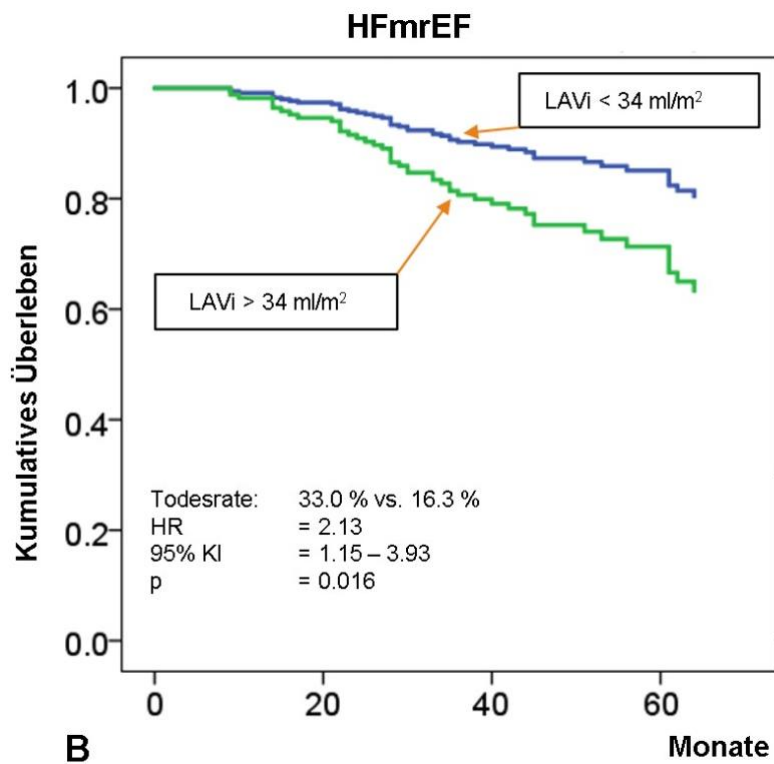 HFmrEF
LAVi < 34 ml/m²
LAVi > 34 ml/m²
Kumulatives Überleben
1.0
0.8
0.6
0.4
0.2
0.0
Todesrate: 33.0 % vs. 16.3 %
HR = 2.13
95% KI = 1.15 – 3.93
p = 0.016
0 20 40 60
B Monate